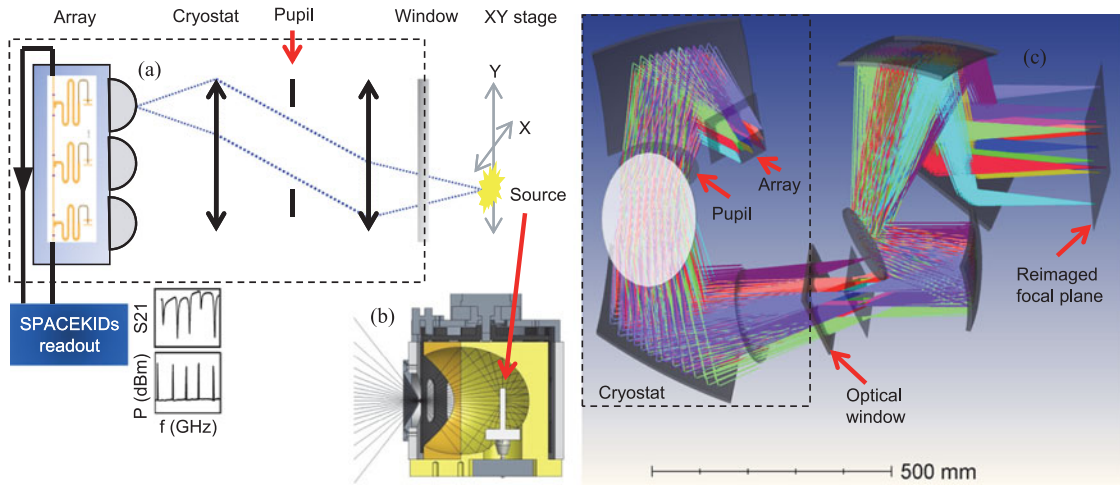 Array
Cryostat
Pupil
Window
XY stage
(a)
Y
X
Source
SPACEKIDs
readout
S21
P (dBm)
f (GHz)
(b)
(c)
Array
Pupil
Reimaged
focal plane
Cryostat
Optical
window
500 mm